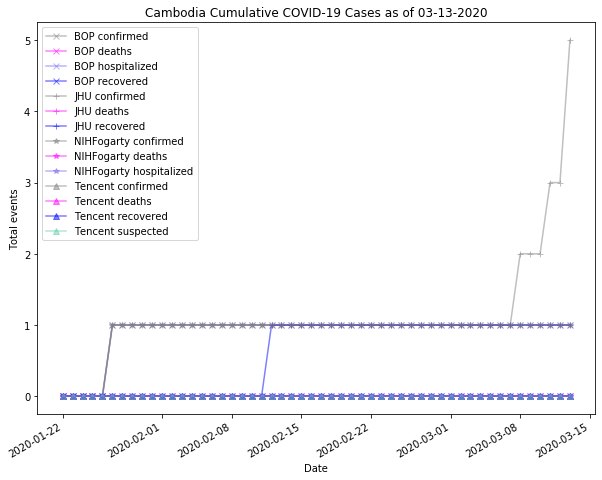 Cambodia Cumulative COVID-19 Cases as of 03-13-2020
BOP confirmed
BOP deaths
BOP hospitalized
BOP recovered
JHU confirmed
JHU deaths
JHU recovered
NIHFogarty confirmed
NIHFogarty deaths
NIHFogarty hospitalized
Tencent confirmed
Tencent deaths
Tencent recovered
Tencent suspected
Total events
5
4
3
2
1
0
2020-01-22
2020-02-01
2020-02-08
2020-02-15
2020-02-22
2020-03-01
2020-03-08
2020-03-15
Date